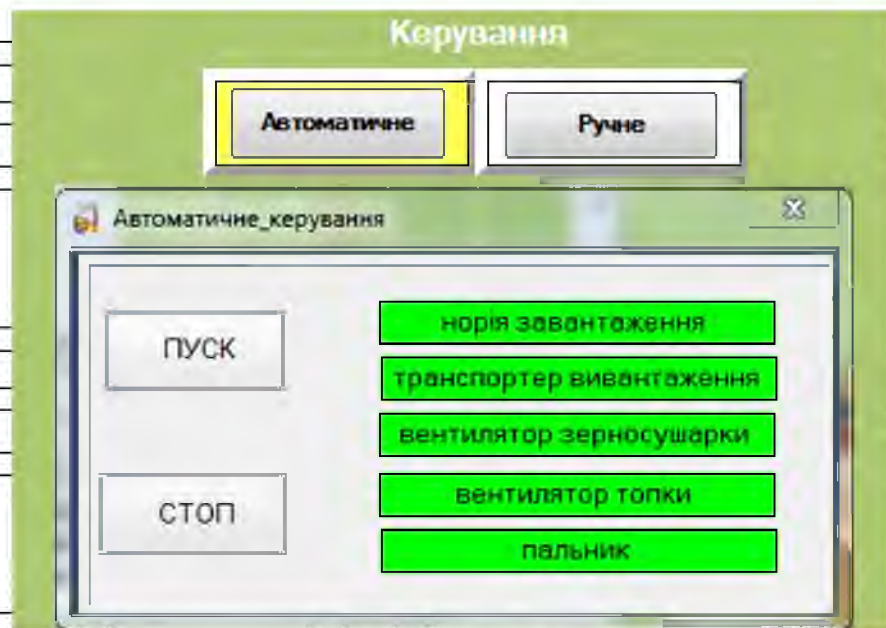 Керування
Автоматичне
Ручне
Автоматичне_керування
ПУСК
норія завантаження
транспортер вивантаження
вентилятор зерносушарки
СТОП
вентилятор топки
пальник